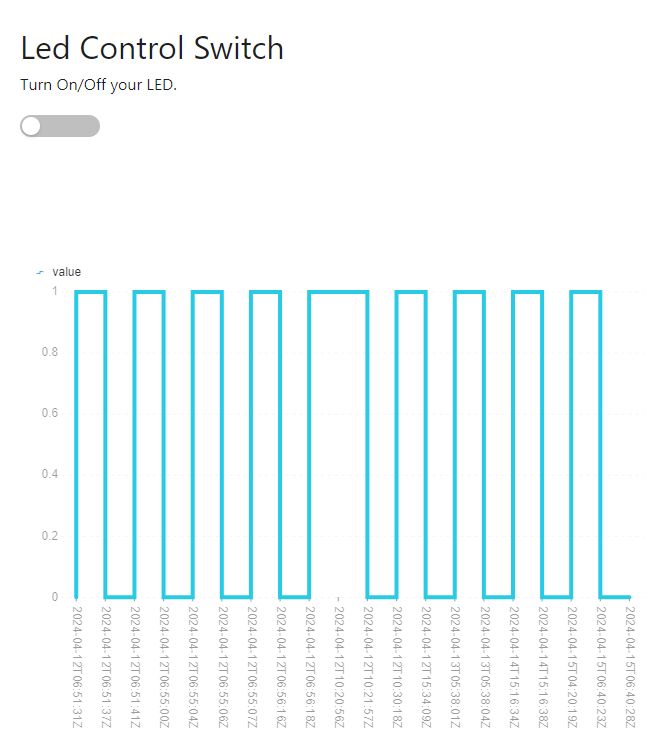 Led Control Switch
Turn On/Off your LED.
value
1
0.8
0.6
0.4
0.2
0
2024-04-12T06:51:31Z
2024-04-12T06:51:37Z
2024-04-12T06:51:41Z
2024-04-12T06:55:00Z
2024-04-12T06:55:04Z
2024-04-12T06:55:06Z
2024-04-12T06:55:07Z
2024-04-12T06:56:16Z
2024-04-12T06:56:18Z
2024-04-12T10:20:56Z
2024-04-12T10:21:57Z
2024-04-12T10:30:18Z
2024-04-12T15:34:09Z
2024-04-13T05:38:01Z
2024-04-13T05:38:04Z
2024-04-14T15:16:34Z
2024-04-14T15:16:38Z
2024-04-15T04:20:19Z
2024-04-15T06:40:23Z
2024-04-15T06:40:28Z